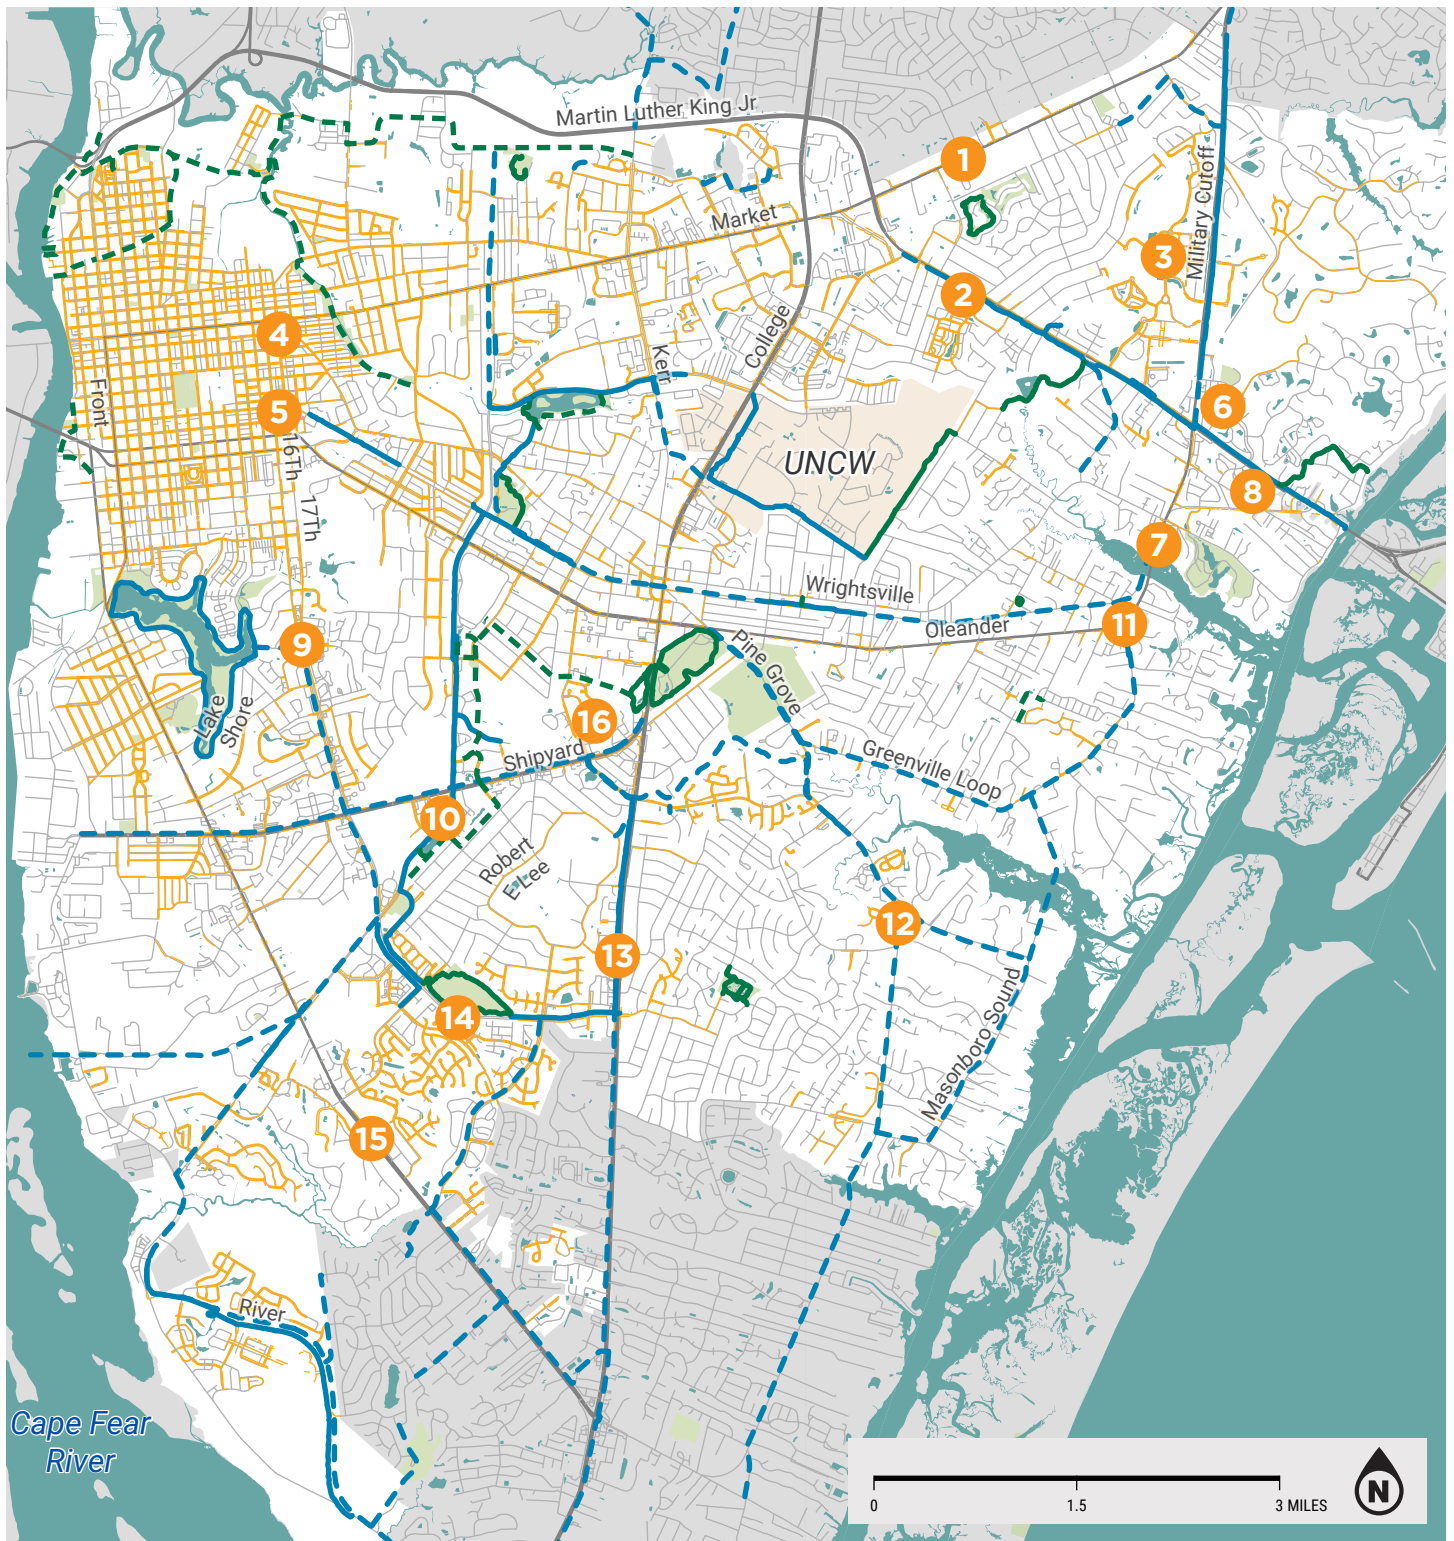 Martin Luther King Jr
1
Market
Military Cutoff
3
2
4
College
Kerr
Front
5
6
16Th
UNCW
8
17Th
7
Wrightsville
Oleander
11
9
Pine Grove
Lake
Shore
16
Shipyard
Greenville Loop
10
Robert
E Lee
12
13
Masonboro Sound
14
15
River
Cape Fear
River
0
1.5
3 MILES
N